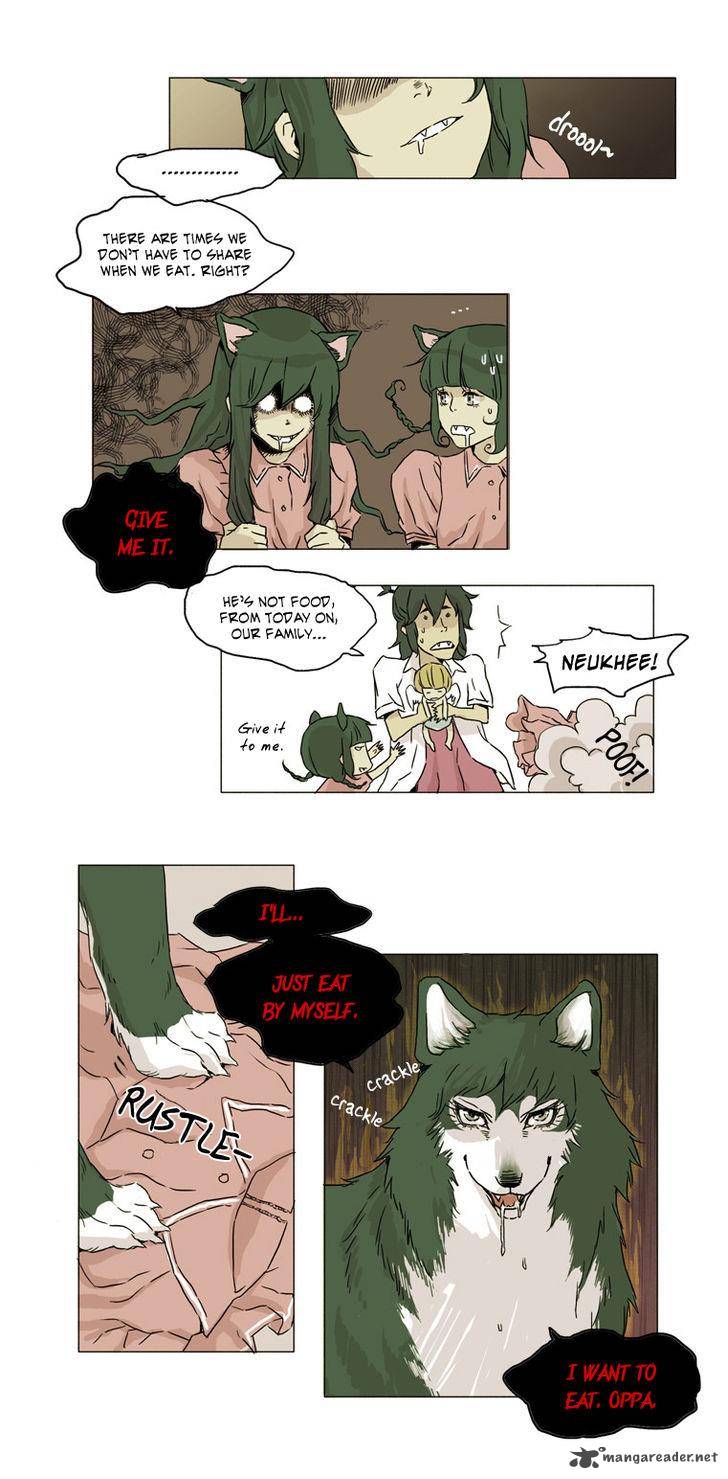 droool~
..............
THERE ARE TIMES WE
DON'T HAVE TO SHARE
WHEN WE EAT. RIGHT?
...
GIVE
ME IT.
HE'S NOT FOOD,
FROM TODAY ON,
OUR FAMILY...
NEUKHEE!
Give it
to me.
POOF!
I'LL...
JUST EAT
BY MYSELF.
crackle
crackle
RUSTLE-
I WANT TO
EAT. OPPA.
mangareader.net